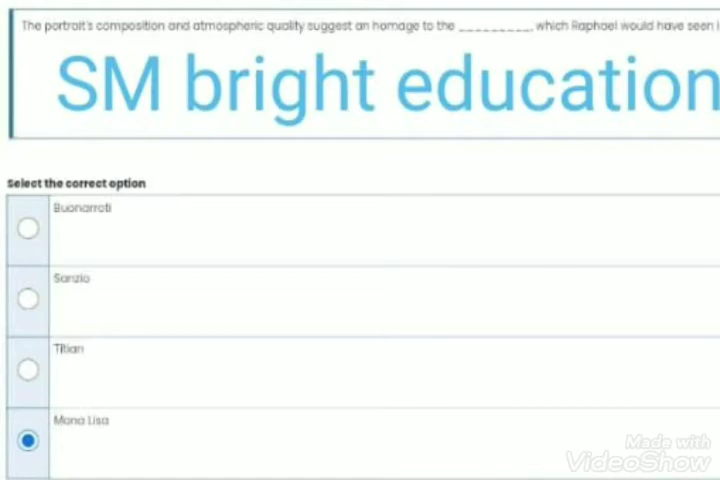 The portrait's composition and atmospheric quality suggest an homage to the _________, which Raphael would have seen i
SM bright education
Select the correct option
Buonarroti
Sanzio
Titian
Mona Lisa
Made with
VideoShow